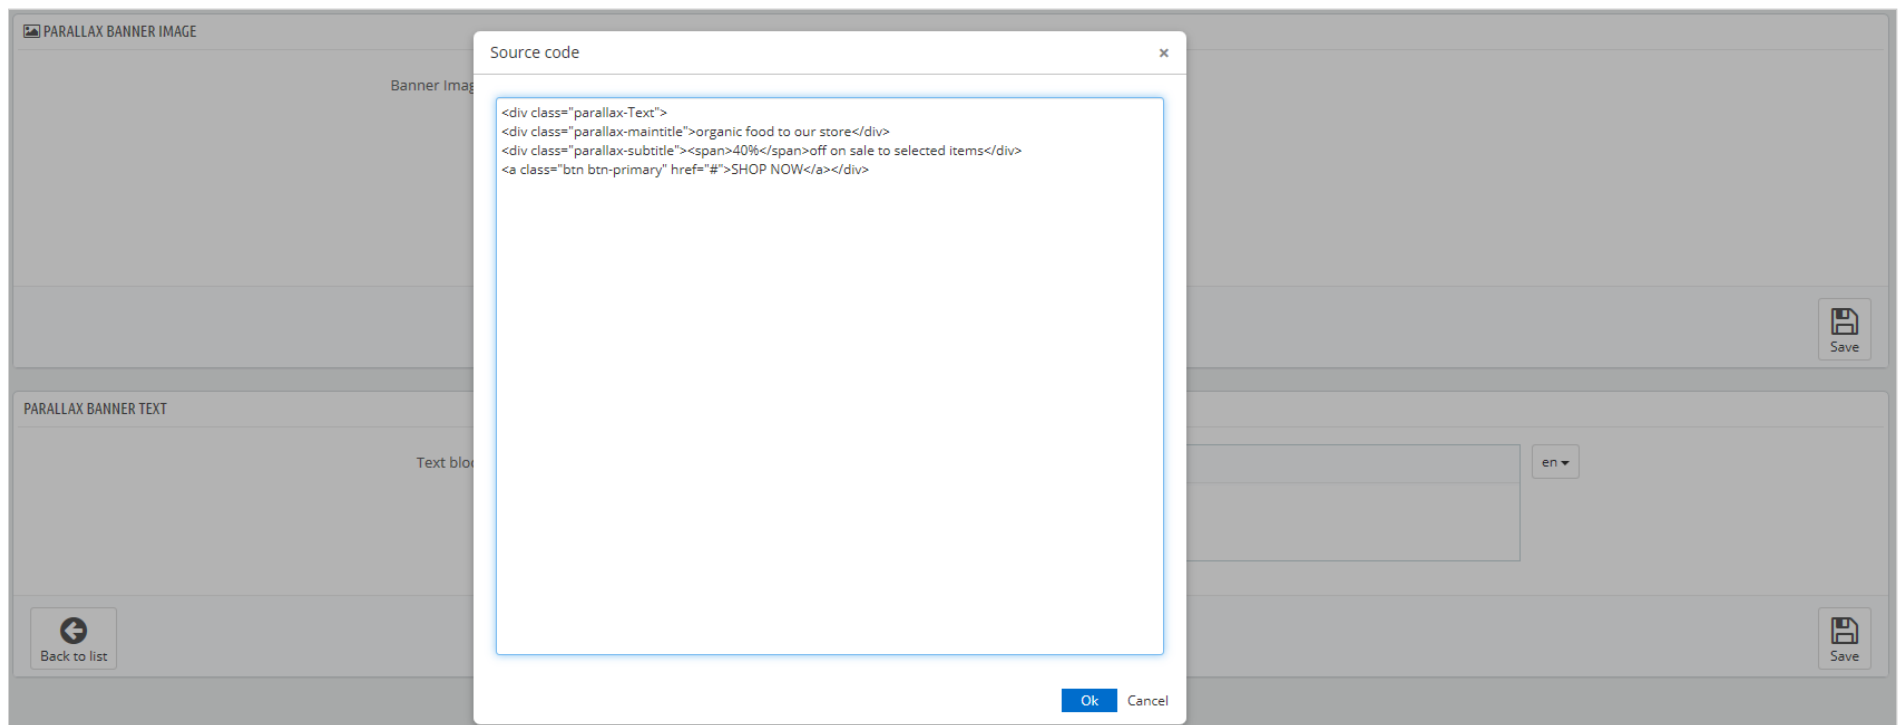 PARALLAX BANNER IMAGE
Source code
×
Banner
<div class="parallax-Text">
<div class="parallax-maintitle">organic food to our store</div>
<div class="parallax-subtitle"><span>40%</span>off on sale to selected items</div>
<a class="btn btn-primary" href="#">SHOP NOW</a></div>
Save
PARALLAX BANNER TEXT
Text
en
Back to list
Save
Ok
Cancel